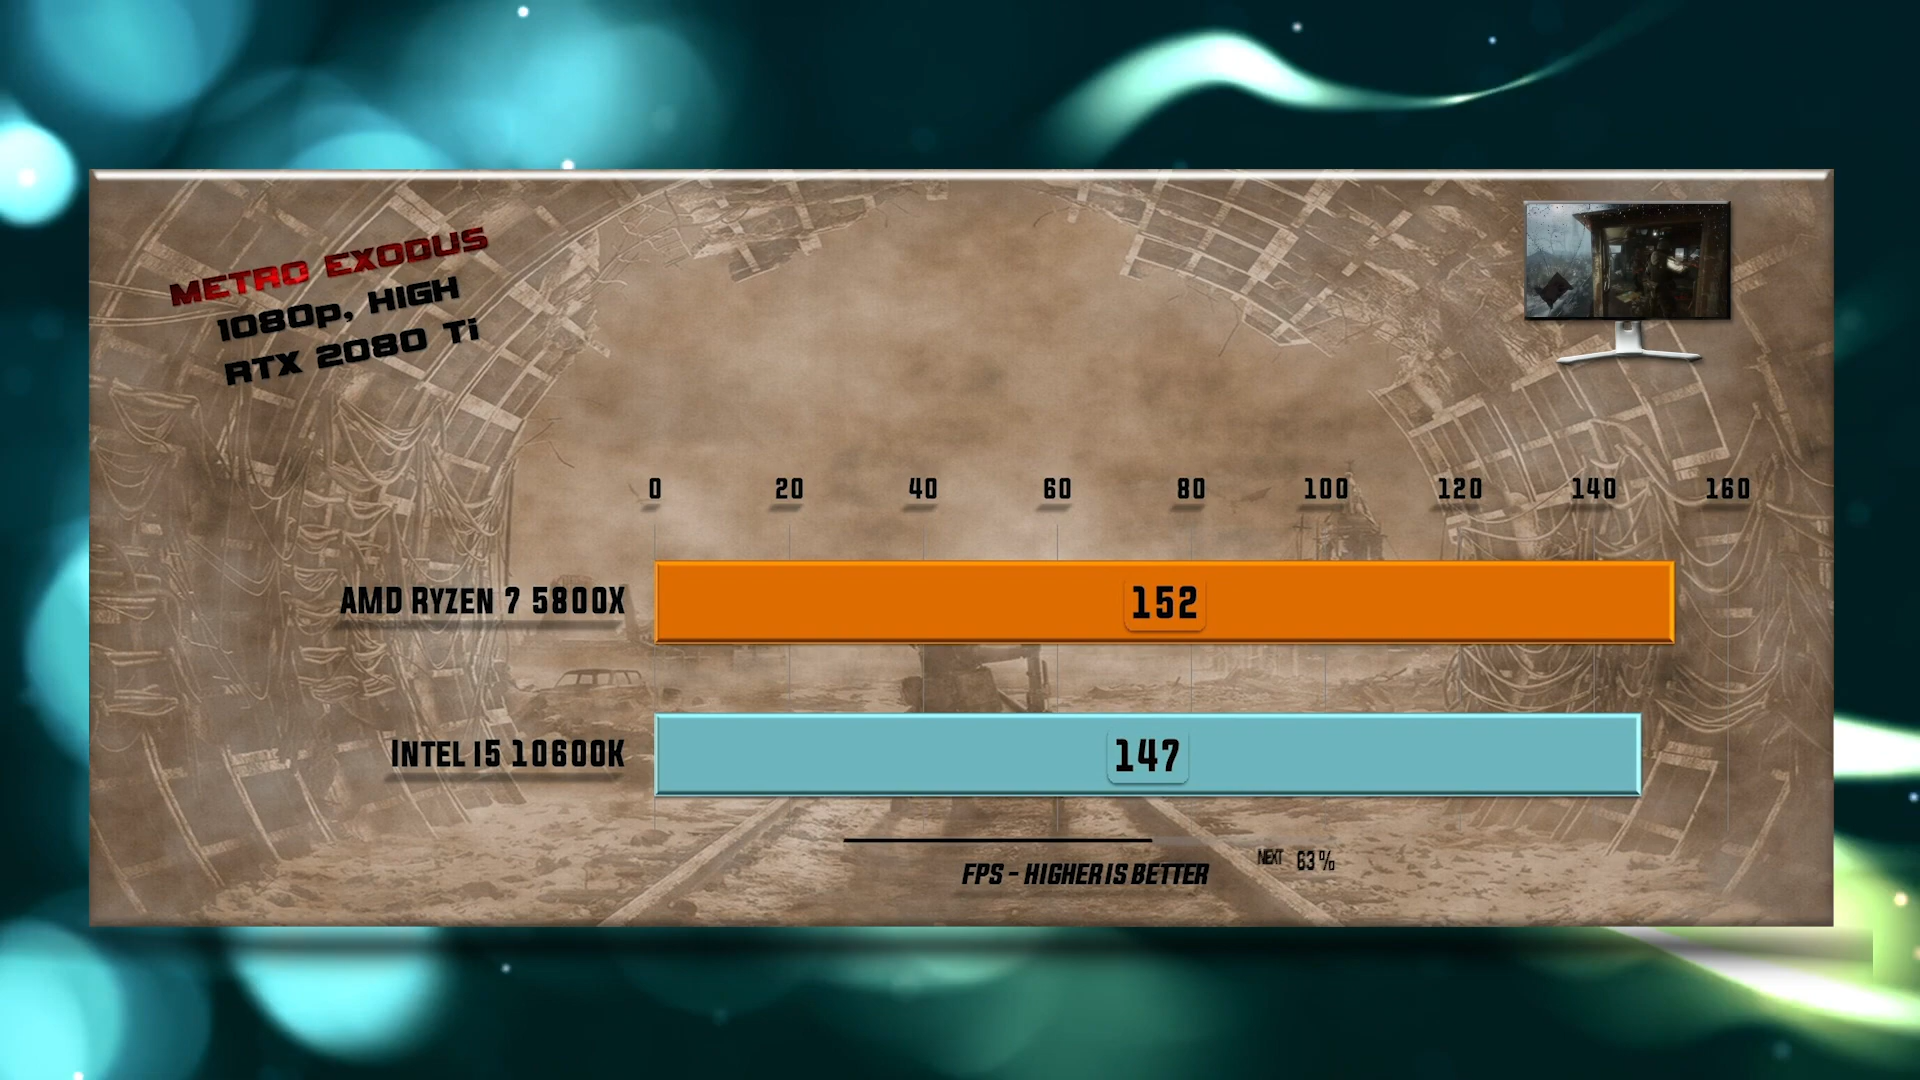 METRO EXODUS
1080p, HIGH
RTX 2080 Ti
0 20 40 60 80 100 120 140 160
AMD RYZEN 7 5800X 152
INTEL I5 10600K 147
FPS - HIGHER IS BETTER
NEXT 63%